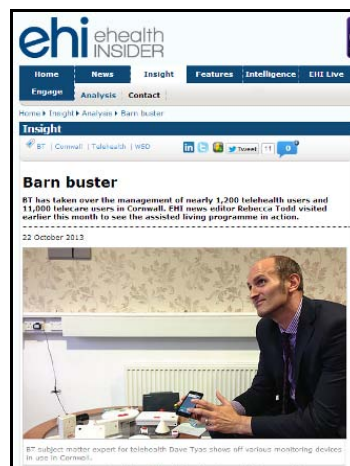 ehi ehealth
INSIDER
Home News Insight Features Intelligence EHI Live
Engage Analysis Contact
Home Insight Analysis Barn buster
Insight
BT | Cornwall | Telehealth | WSD
Tweet 11 0
Barn buster
BT has taken over the management of nearly 1,200 telehealth users and
11,000 telecare users in Cornwall. EHI news editor Rebecca Todd visited
earlier this month to see the assisted living programme in action.
22 October 2013
BT subject matter expert for telehealth Dave Tyas shows off various monitoring devices
in use in Cornwall.